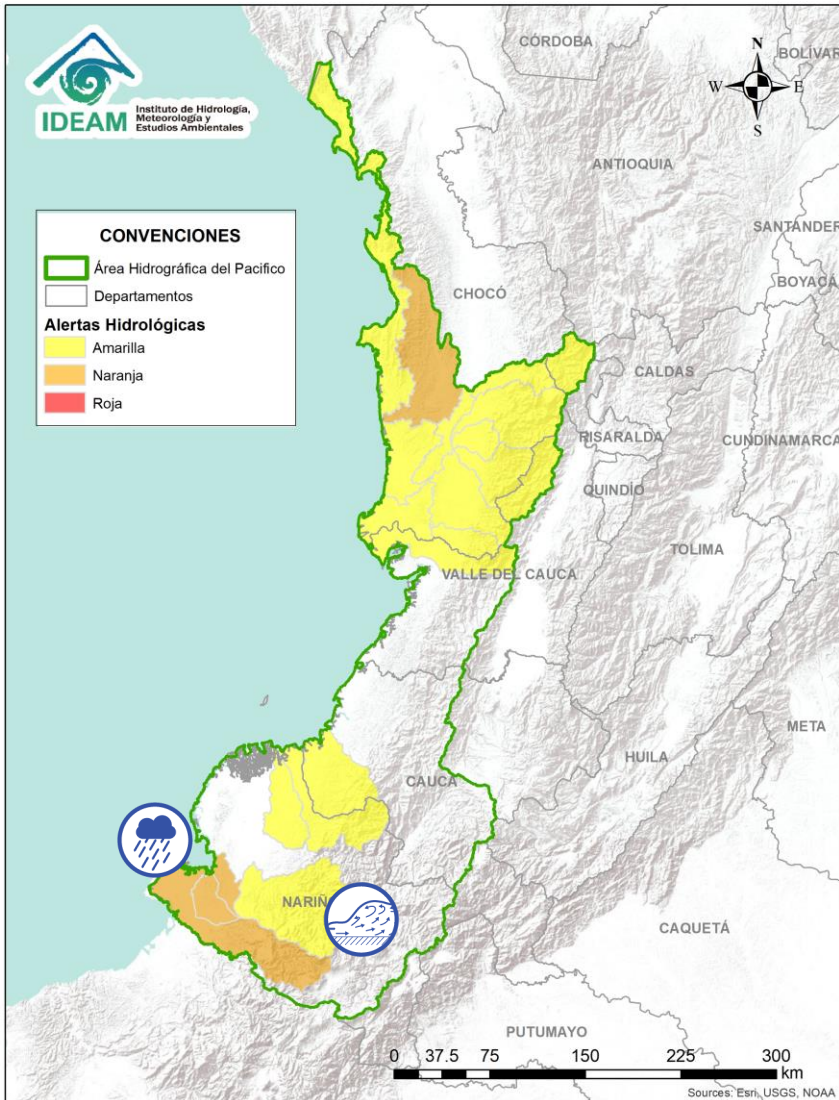 CÓRDOBA
BOLÍVAR
N
W
E
S
IDEAM
Instituto de Hidrología,
Meteorología y
Estudios Ambientales
ANTIOQUIA
SANTANDER
CONVENCIONES
Área Hidrográfica del Pacifico
Departamentos
Alertas Hidrológicas
Amarilla
Naranja
Roja
BOYACÁ
CHOCÓ
CALDAS
RISARALDA
CUNDINAMARCA
QUINDÍO
TOLIMA
VALLE DEL CAUCA
META
HUILA
CAUCA
NARIÑ
CAQUETÁ
PUTUMAYO
0 37.5 75 150 225 300
km
Sources: Esri, USGS, NOAA